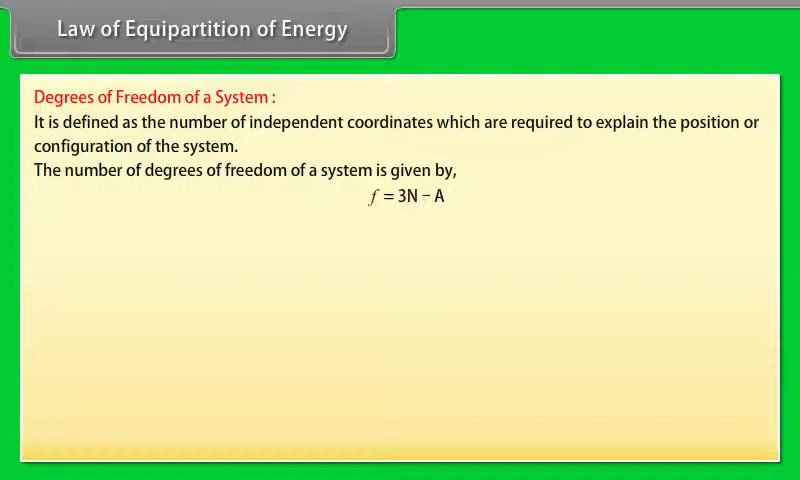 Law of Equipartition of Energy
Degrees of Freedom of a System :
It is defined as the number of independent coordinates which are required to explain the position or
configuration of the system.
The number of degrees of freedom of a system is given by,
f = 3N − A